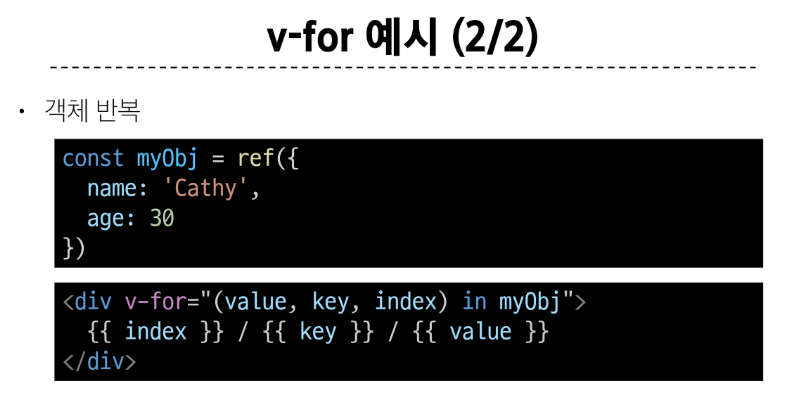 v-for 예시 (2/2)
• 객체 반복
const myObj = ref({
  name: 'Cathy',
  age: 30
})
<div v-for="(value, key, index) in myObj">
  {{ index }} / {{ key }} / {{ value }}
</div>